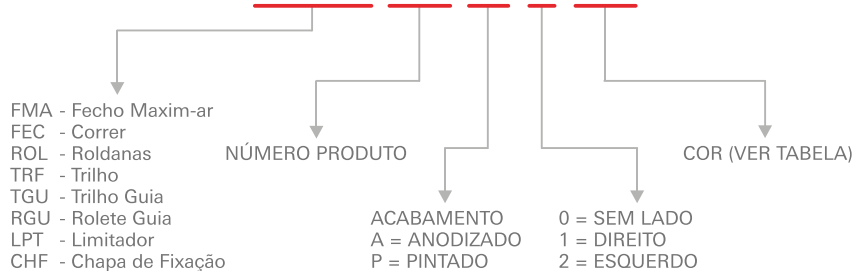 FMA - Fecho Maxim-ar
FEC - Correr
ROL - Roldanas
TRF - Trilho
TGU - Trilho Guia
RGU - Rolete Guia
LPT - Limitador
CHF - Chapa de Fixação
NÚMERO PRODUTO
ACABAMENTO
A = ANODIZADO
P = PINTADO
0 = SEM LADO
1 = DIREITO
2 = ESQUERDO
COR (VER TABELA)